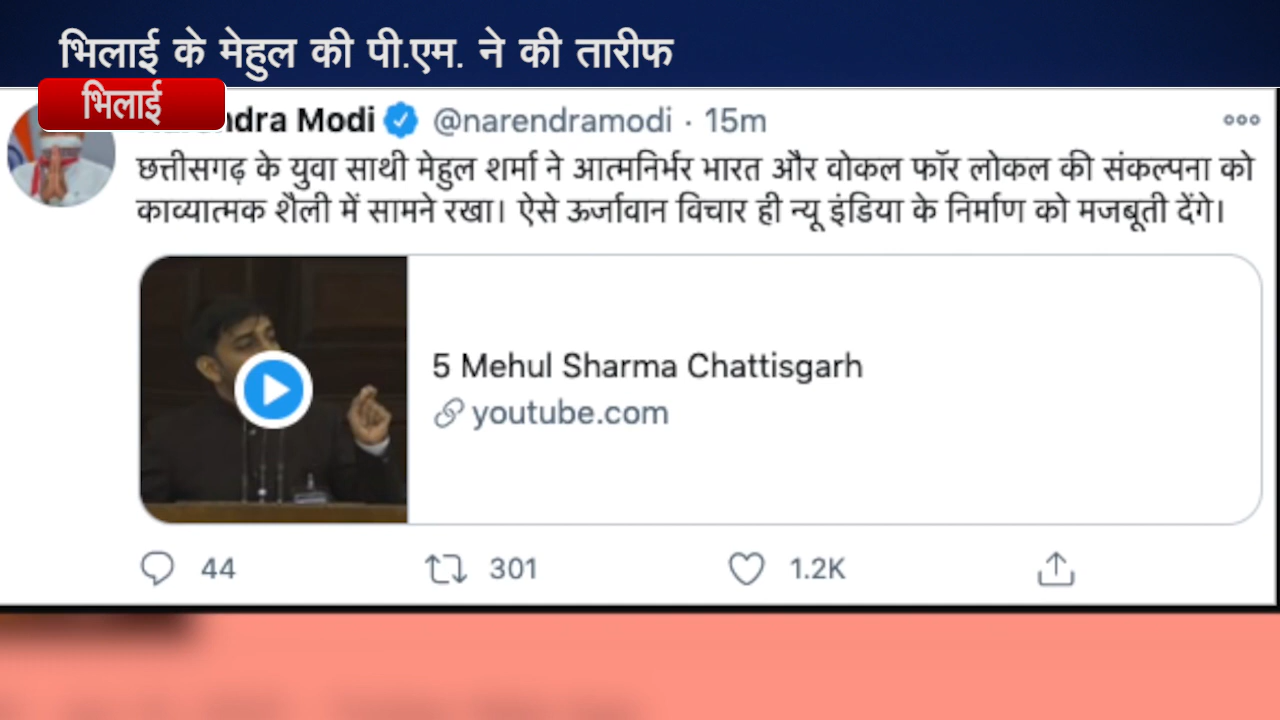 भिलाई के मेहुल की पी.एम. ने की तारीफ
भिलाई
ndra Modi @narendramodi · 15m
छत्तीसगढ़ के युवा साथी मेहुल शर्मा ने आत्मनिर्भर भारत और वोकल फॉर लोकल की संकल्पना को
काव्यात्मक शैली में सामने रखा। ऐसे ऊर्जावान विचार ही न्यू इंडिया के निर्माण को मजबूती देंगे।
5 Mehul Sharma Chattisgarh
youtube.com
44 301 1.2K